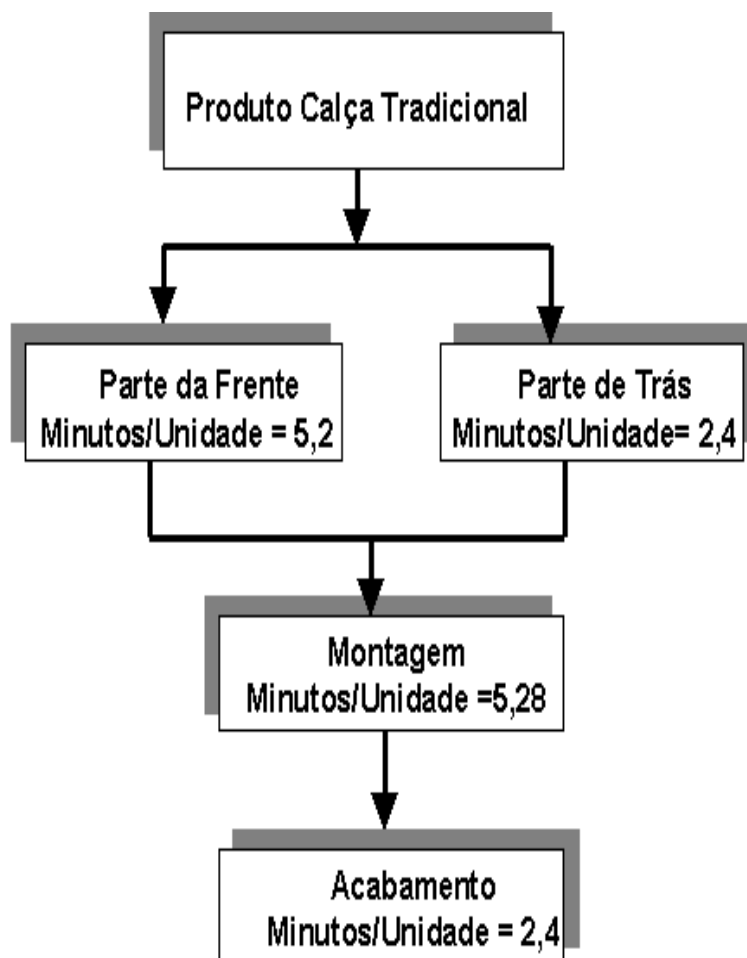 Produto Calça Tradicional
Parte da Frente
Minutos/Unidade = 5,2
Parte de Trás
Minutos/Unidade= 2,4
Montagem
Minutos/Unidade =5,28
Acabamento
Minutos/Unidade = 2,4